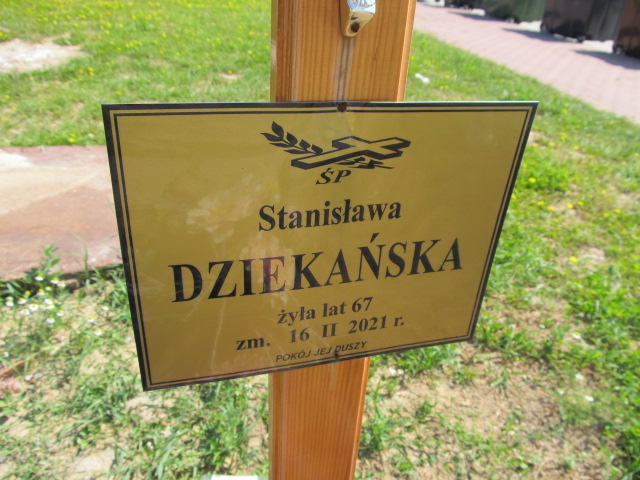 ŚP
Stanisława
DZIEKAŃSKA
żyła lat 67
zm. 16 II 2021 r.
POKÓJ JEJ DUSZY